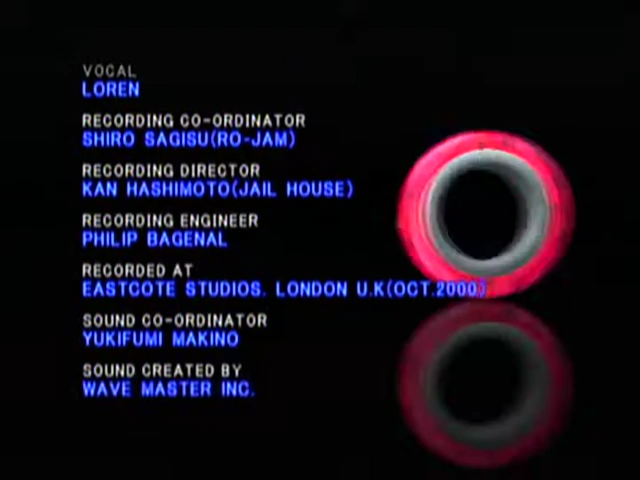 VOCAL
LOREN
RECORDING CO-ORDINATOR
SHIRO SAGISU(RO-JAM)
RECORDING DIRECTOR
KAN HASHIMOTO(JAIL HOUSE)
RECORDING ENGINEER
PHILIP BAGENAL
RECORDED AT
EASTCOTE STUDIOS. LONDON U.K(OCT.2000)
SOUND CO-ORDINATOR
YUKIFUMI MAKINO
SOUND CREATED BY
WAVE MASTER INC.